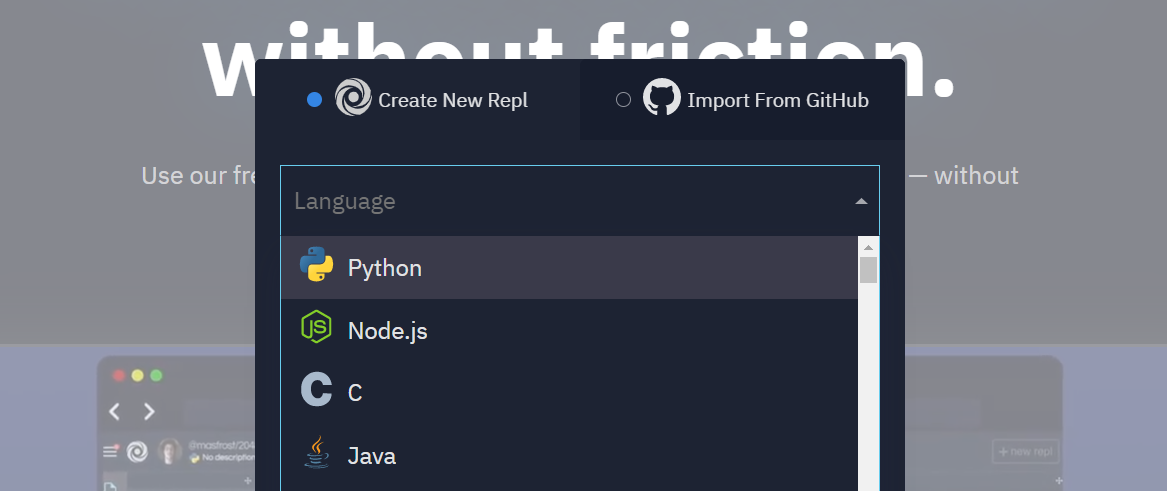 without friction.
Create New Repl
Import From GitHub
Use our fre
— without
Language
Python
JS
Node.js
C
C
Java
@masfrost/204
No description
+ new repl